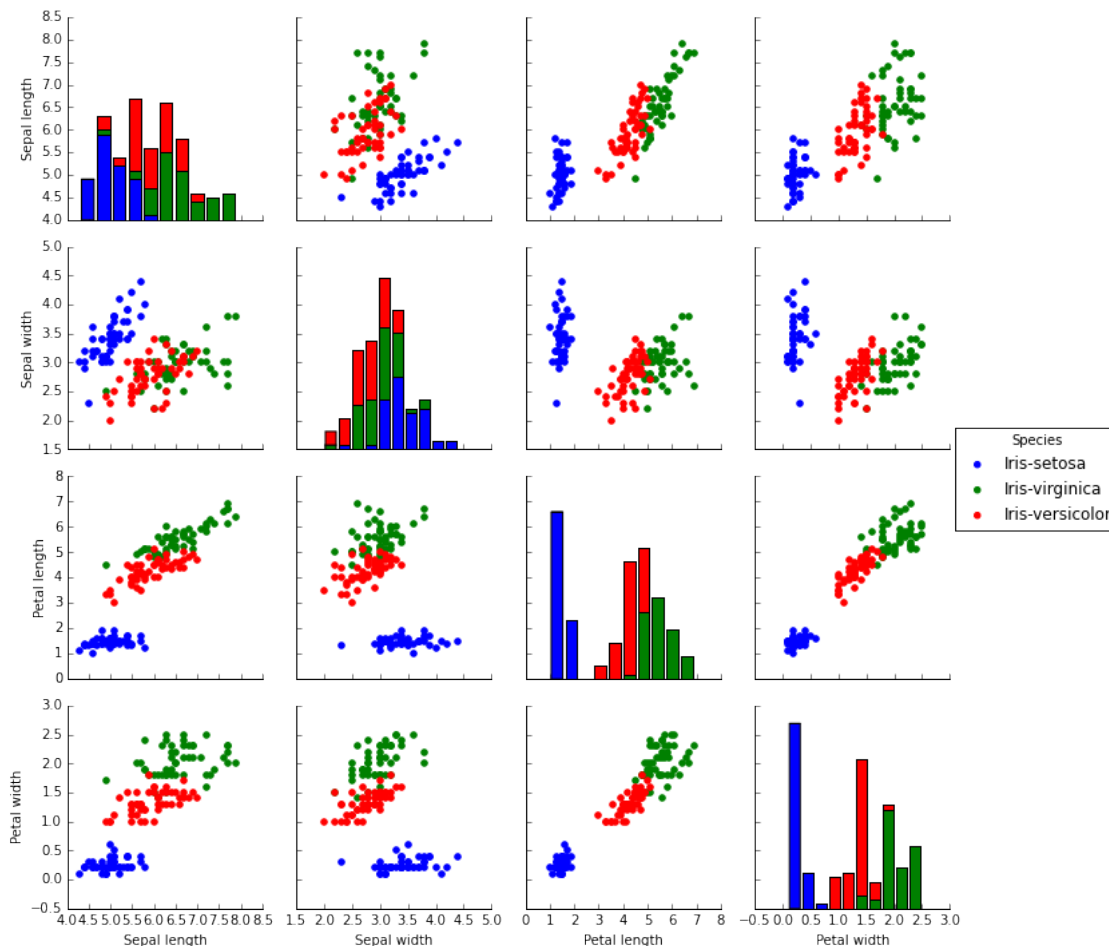 8.5
8.0
7.5
7.0
6.5
6.0
5.5
5.0
4.5
4.0
Sepal length
5.0
4.5
4.0
3.5
3.0
2.5
2.0
1.5
Sepal width
Species
Iris-setosa
Iris-virginica
Iris-versicolor
8
7
6
5
4
3
2
1
0
Petal length
3.0
2.5
2.0
1.5
1.0
0.5
0.0
−0.5
Petal width
4.0 4.5 5.0 5.5 6.0 6.5 7.0 7.5 8.0 8.5
Sepal length
1.5 2.0 2.5 3.0 3.5 4.0 4.5 5.0
Sepal width
0 1 2 3 4 5 6 7 8
Petal length
−0.5 0.0 0.5 1.0 1.5 2.0 2.5 3.0
Petal width